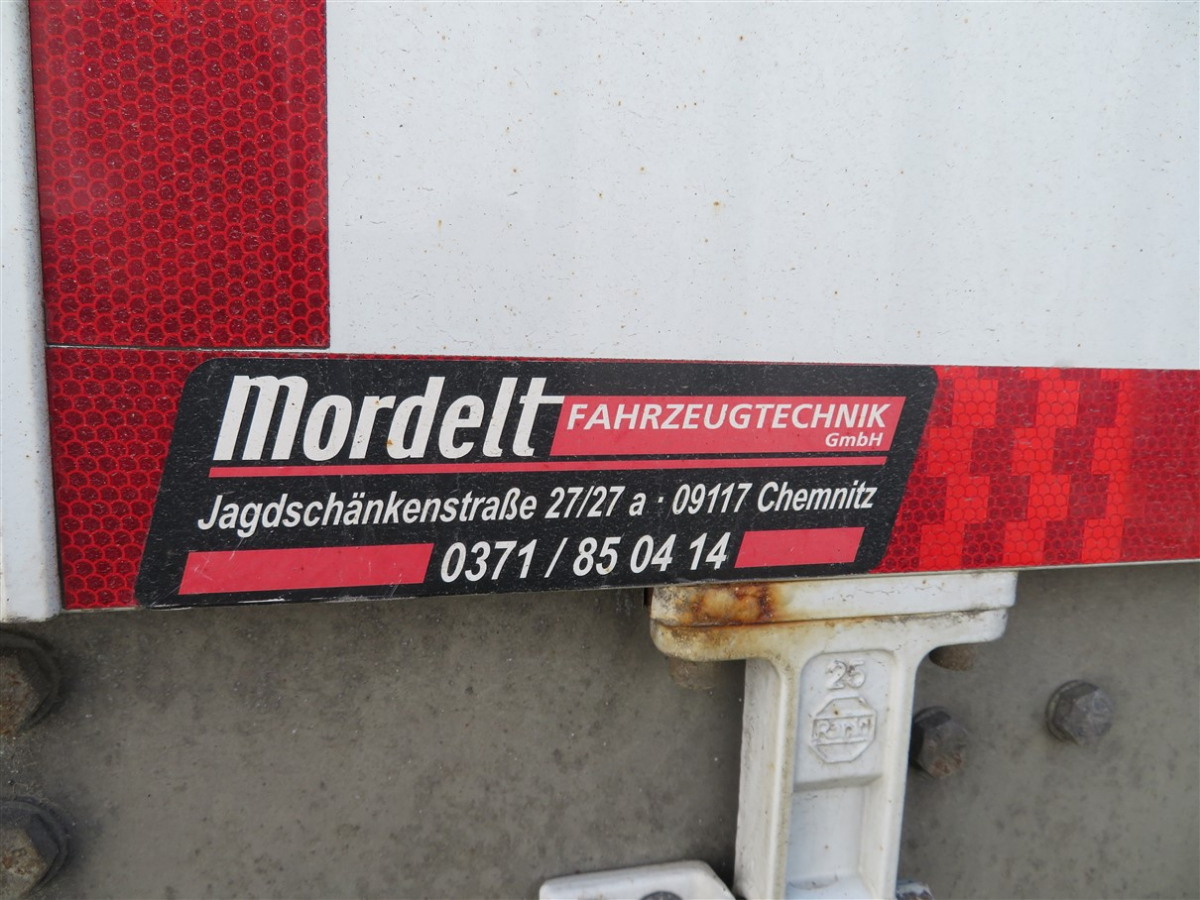 mordelt FAHRZEUGTECHNIK
GmbH
Jagdschänkenstraße 27/27 a · 09117 Chemnitz
0371 / 85 04 14
25